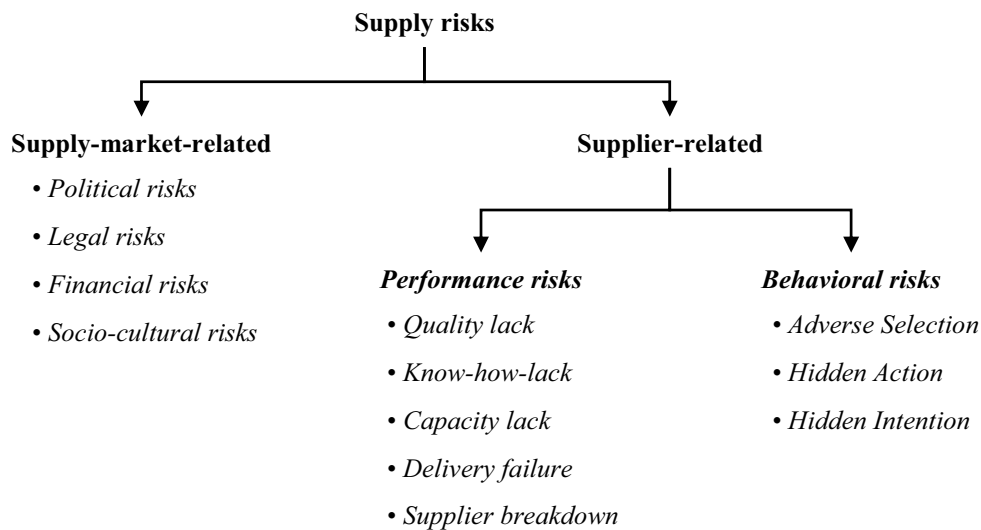 Supply risks
Supply-market-related
• Political risks
• Legal risks
• Financial risks
• Socio-cultural risks
Supplier-related
Performance risks
• Quality lack
• Know-how-lack
• Capacity lack
• Delivery failure
• Supplier breakdown
Behavioral risks
• Adverse Selection
• Hidden Action
• Hidden Intention